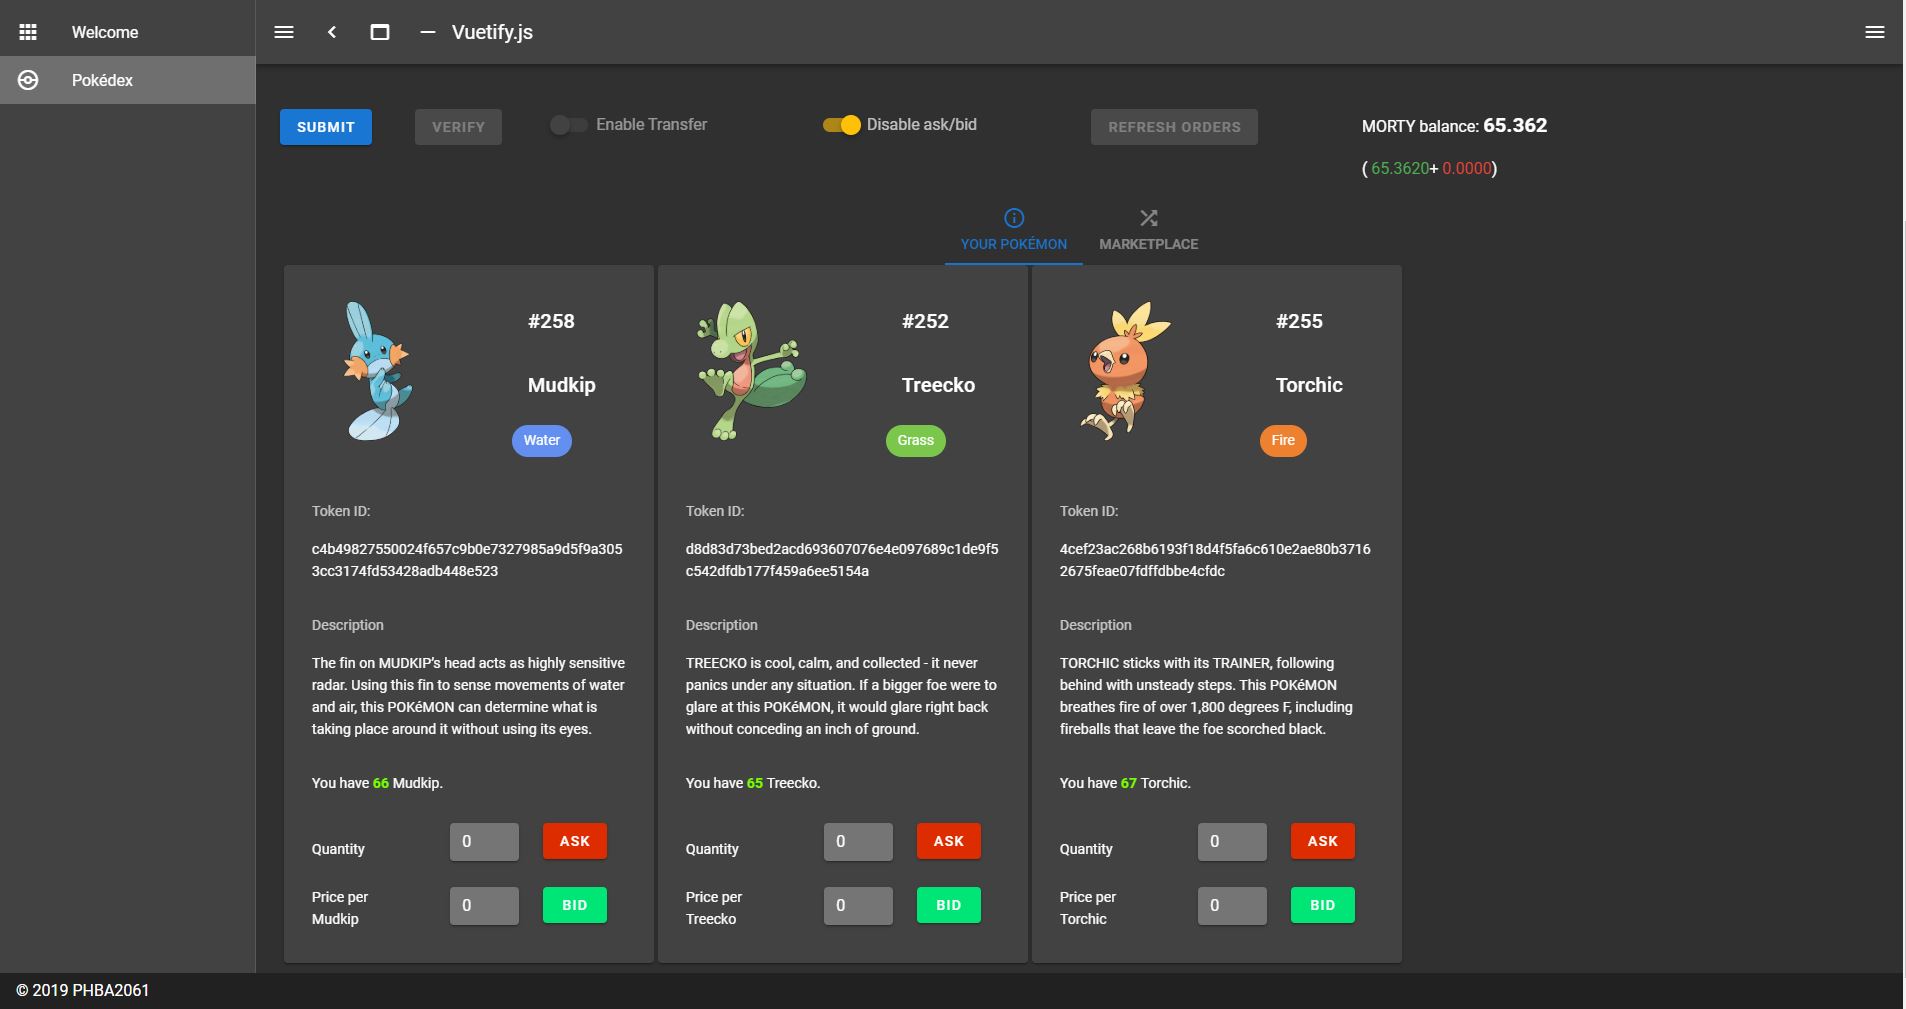 Welcome
Pokédex
Vuetify.js
SUBMIT
VERIFY
Enable Transfer
Disable ask/bid
REFRESH ORDERS
MORTY balance: 65.362
( 65.3620+ 0.0000)
YOUR POKÉMON
MARKETPLACE
#258
Mudkip
Water
Token ID:
c4b49827550024f657c9b0e7327985a9d5f9a305
3cc3174fd53428adb448e523
Description
The fin on MUDKIP's head acts as highly sensitive
radar. Using this fin to sense movements of water
and air, this POKéMON can determine what is
taking place around it without using its eyes.
You have 66 Mudkip.
Quantity
0
ASK
Price per
Mudkip
0
BID
#252
Treecko
Grass
Token ID:
d8d83d73bed2acd693607076e4e097689c1de9f5
c542dfdb177f459a6ee5154a
Description
TREECKO is cool, calm, and collected - it never
panics under any situation. If a bigger foe were to
glare at this POKéMON, it would glare right back
without conceding an inch of ground.
You have 65 Treecko.
Quantity
0
ASK
Price per
Treecko
0
BID
#255
Torchic
Fire
Token ID:
4cef23ac268b6193f18d4f5fa6c610e2ae80b3716
2675feae07fdffdbbe4cfdc
Description
TORCHIC sticks with its TRAINER, following
behind with unsteady steps. This POKéMON
breathes fire of over 1,800 degrees F, including
fireballs that leave the foe scorched black.
You have 67 Torchic.
Quantity
0
ASK
Price per
Torchic
0
BID
© 2019 PHBA2061